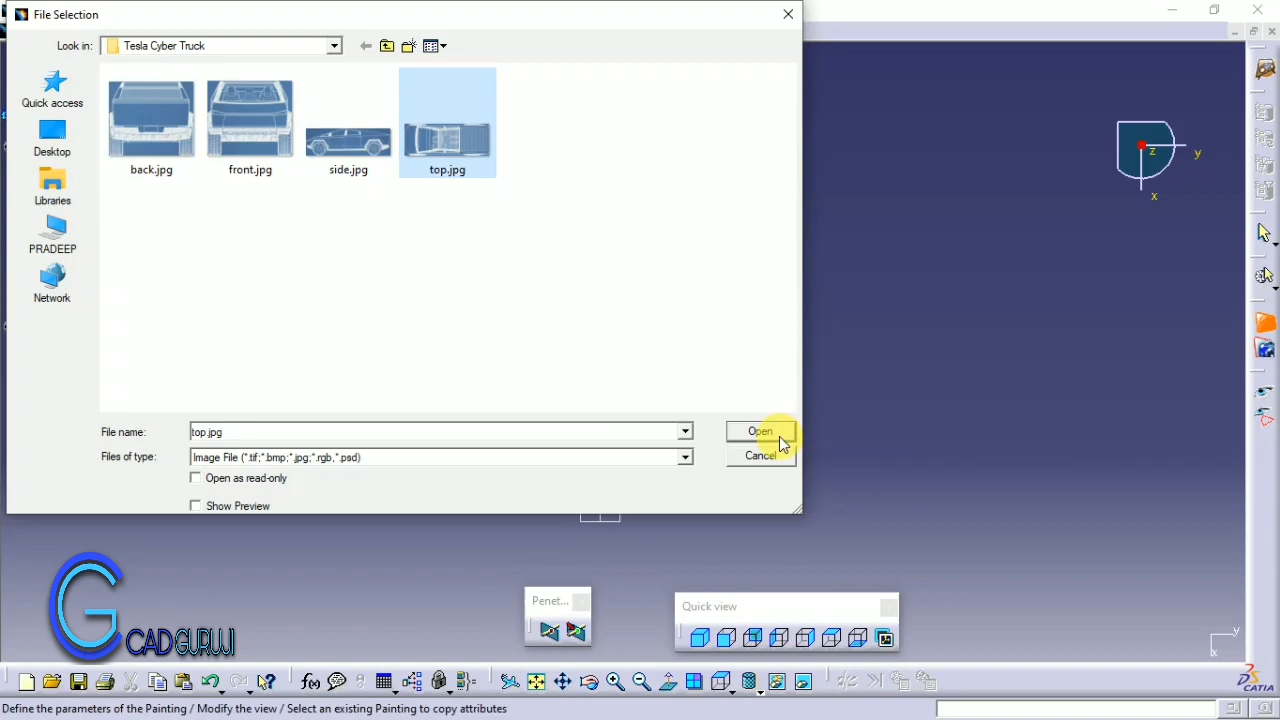 File Selection
Look in: Tesla Cyber Truck
Quick access
Desktop
Libraries
PRADEEP
Network
back.jpg
front.jpg
side.jpg
top.jpg
File name: top.jpg
Open
Files of type: Image File (*.tif;*.bmp;*.jpg;*.rgb,*.psd)
Cancel
Open as read-only
Show Preview
z
y
x
G CADGURUJI
Penet...
Quick view
y
x
f(x)
CATIA
Define the parameters of the Painting / Modify the view / Select an existing Painting to copy attributes